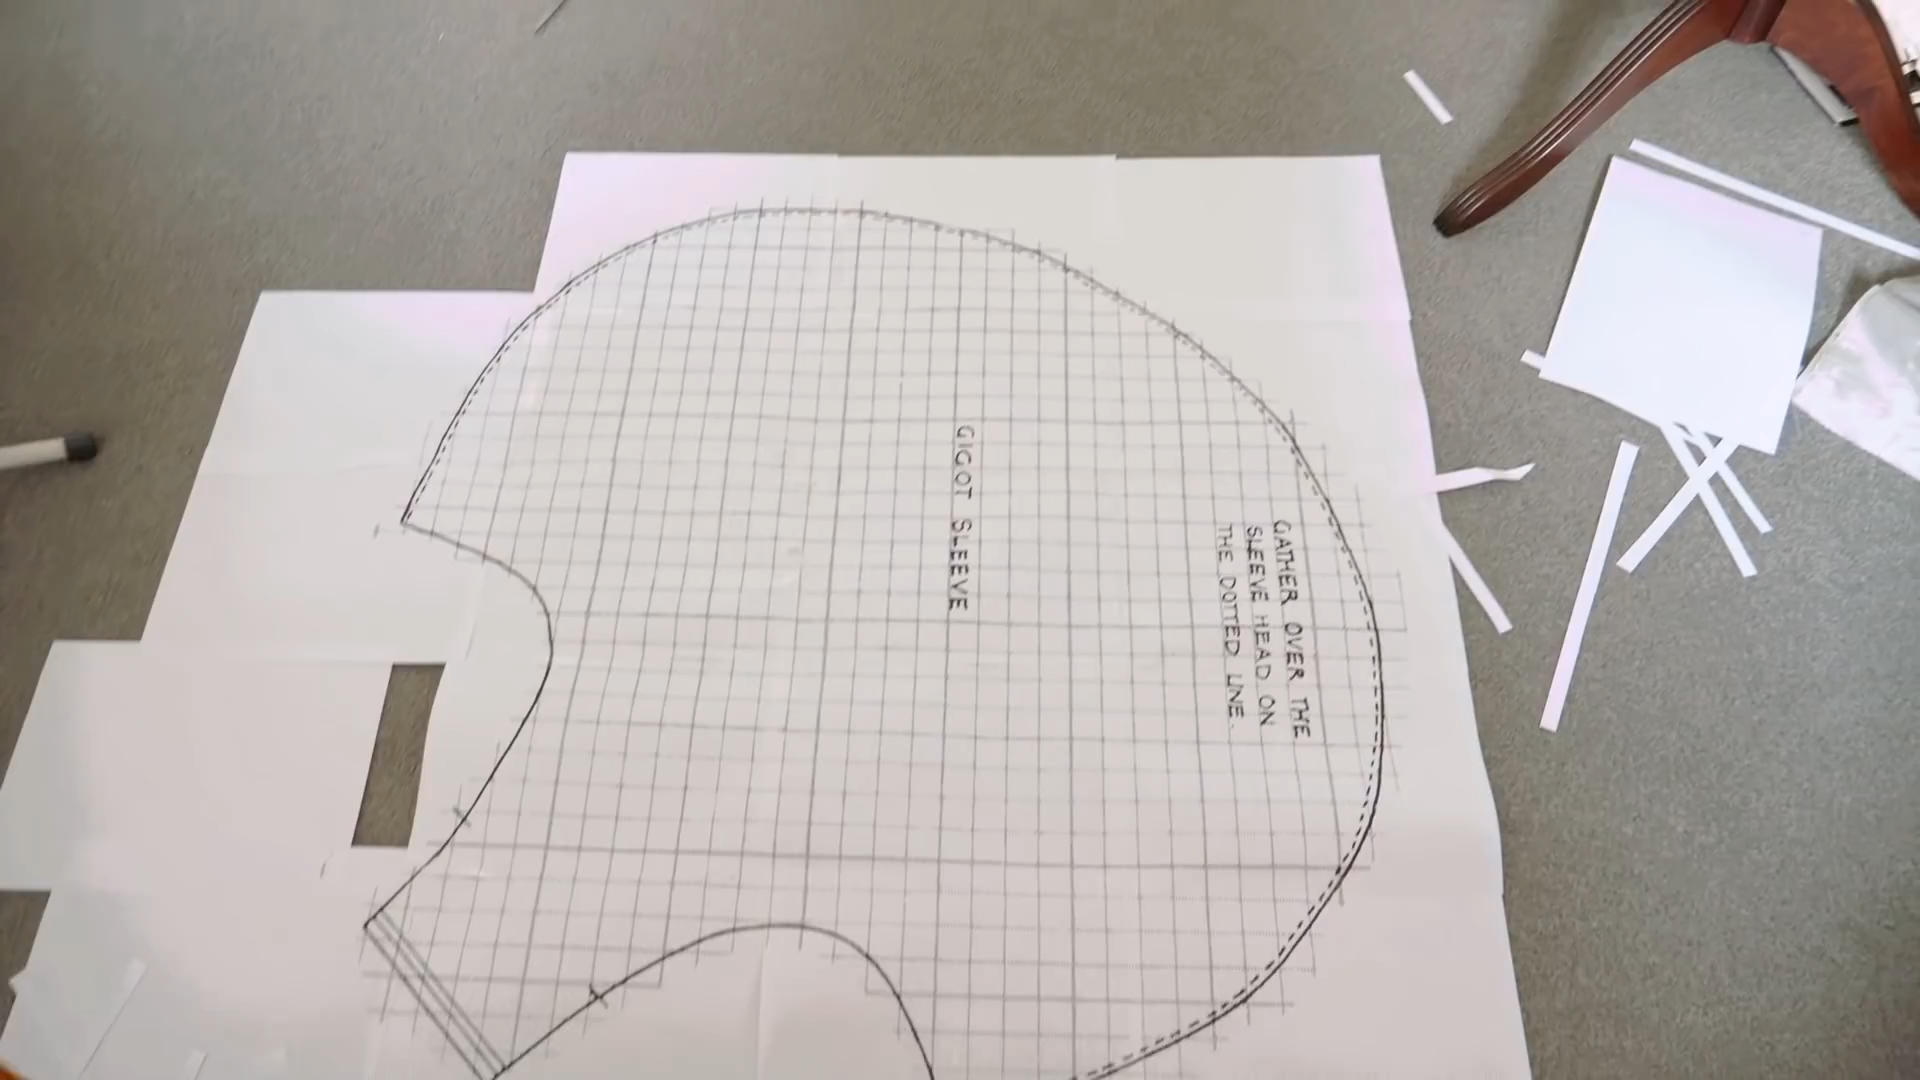 GIGOT SLEEVE
GATHER OVER THE
SLEEVE HEAD ON
THE DOTTED LINE.